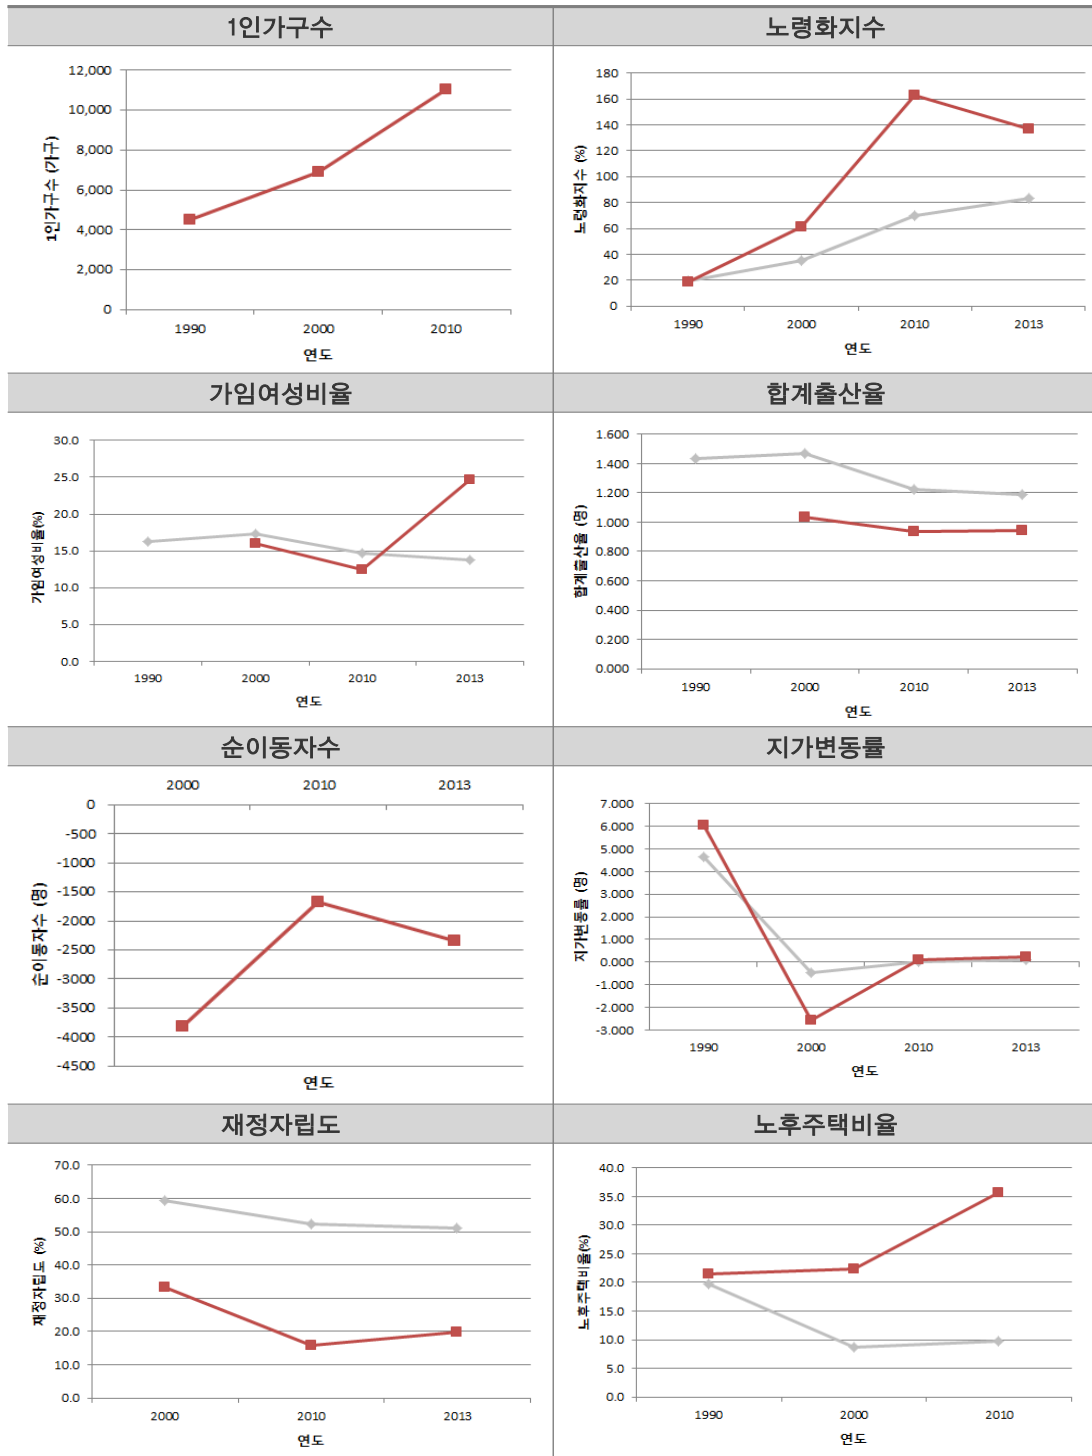 1인가구수
12,000
10,000
8,000
6,000
4,000
2,000
0
1인가구수 (가구)
1990 2000 2010
연도
노령화지수
180
160
140
120
100
80
60
40
20
0
노령화지수 (%)
1990 2000 2010 2013
연도
가임여성비율
30.0
25.0
20.0
15.0
10.0
5.0
0.0
가임여성비율(%)
1990 2000 2010 2013
연도
합계출산율
1.600
1.400
1.200
1.000
0.800
0.600
0.400
0.200
0.000
합계출산율 (명)
1990 2000 2010 2013
연도
순이동자수
2000 2010 2013
0
-500
-1000
-1500
-2000
-2500
-3000
-3500
-4000
-4500
순이동자수 (명)
연도
지가변동률
7.000
6.000
5.000
4.000
3.000
2.000
1.000
0.000
-1.000
-2.000
-3.000
지가변동률 (명)
1990 2000 2010 2013
연도
재정자립도
70.0
60.0
50.0
40.0
30.0
20.0
10.0
0.0
재정자립도 (%)
2000 2010 2013
연도
노후주택비율
40.0
35.0
30.0
25.0
20.0
15.0
10.0
5.0
0.0
노후주택비율(%)
1990 2000 2010
연도